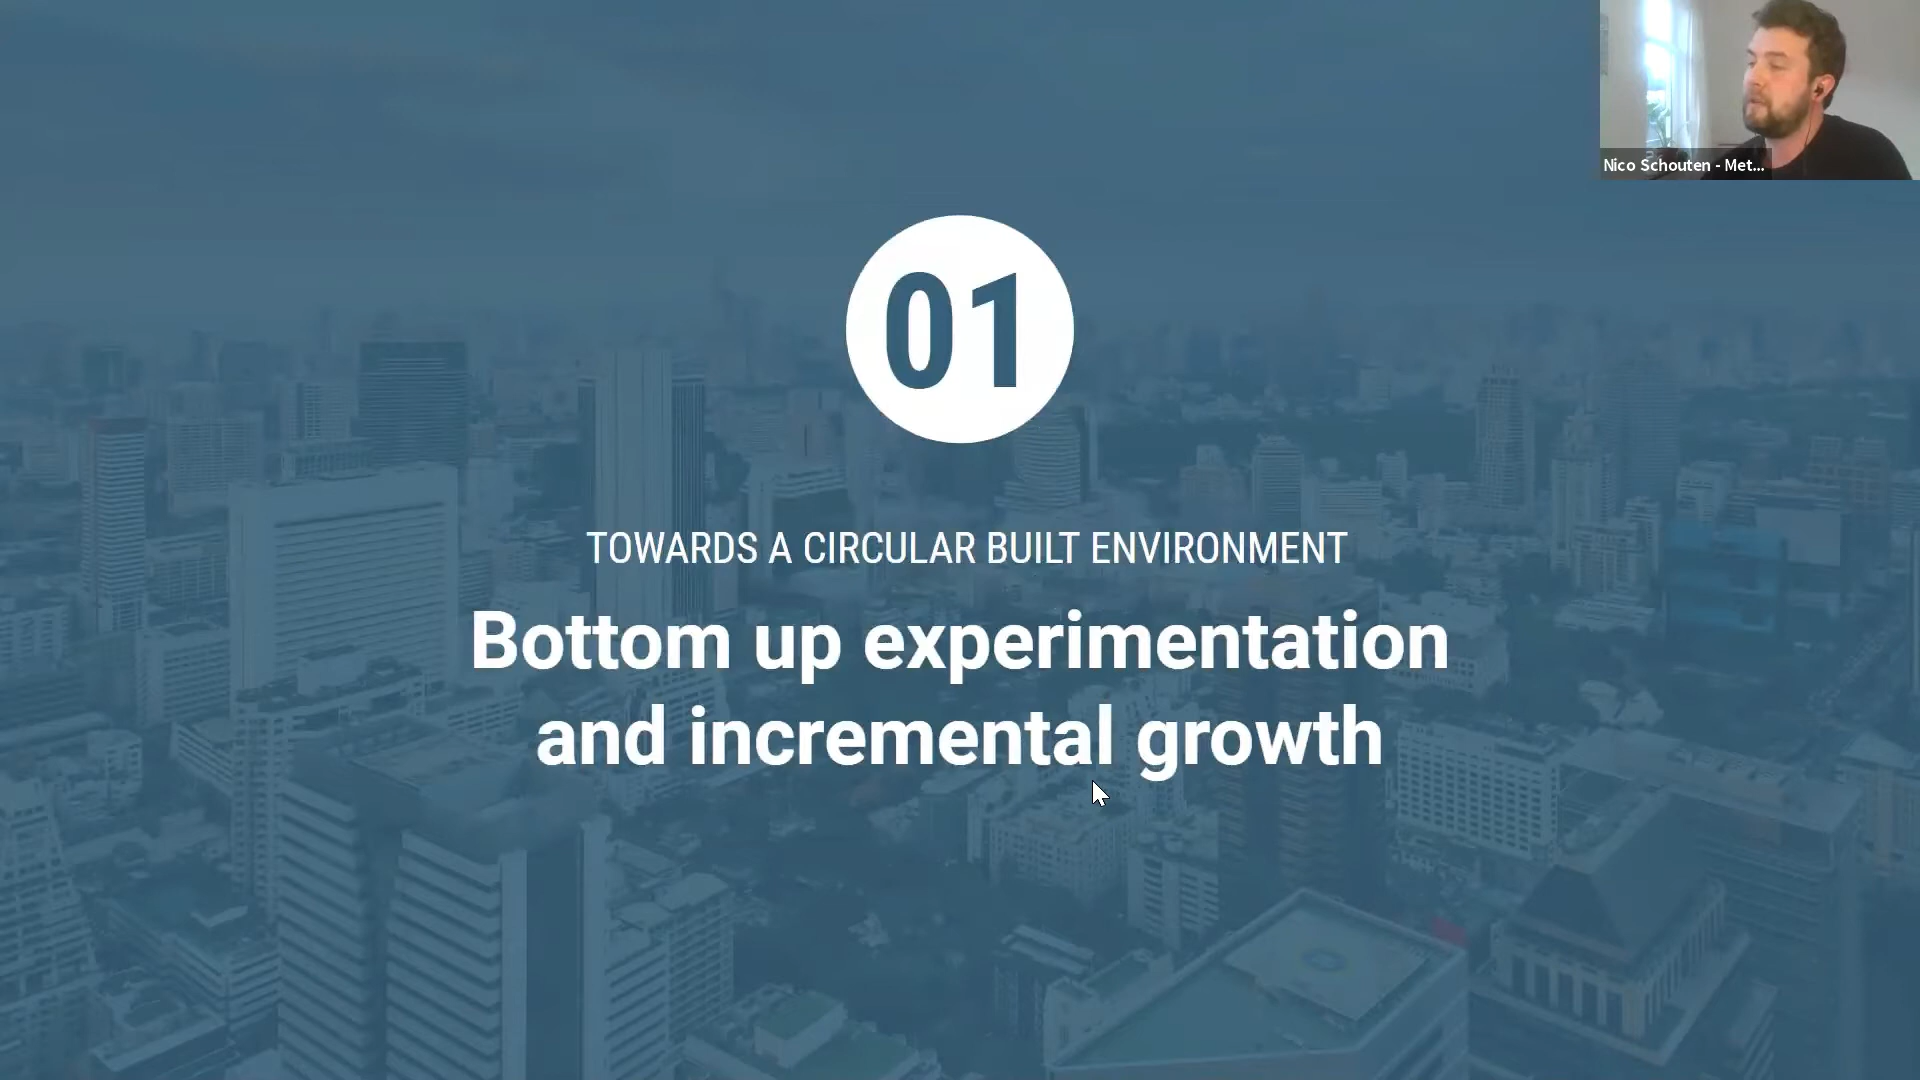 Nico Schouten - Met...
01
TOWARDS A CIRCULAR BUILT ENVIRONMENT
Bottom up experimentation
and incremental growth